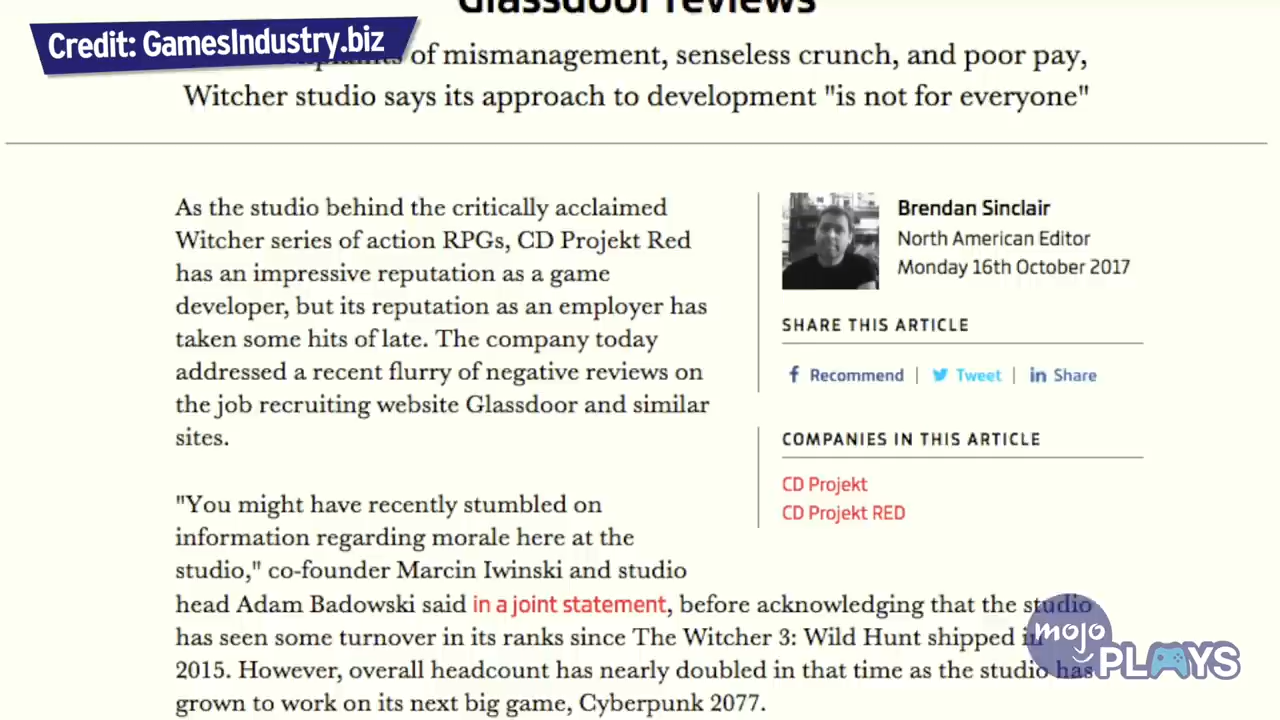 Glassdoor reviews
Credit: GamesIndustry.biz
of mismanagement, senseless crunch, and poor pay,
Witcher studio says its approach to development "is not for everyone"
As the studio behind the critically acclaimed
Witcher series of action RPGs, CD Projekt Red
has an impressive reputation as a game
developer, but its reputation as an employer has
taken some hits of late. The company today
addressed a recent flurry of negative reviews on
the job recruiting website Glassdoor and similar
sites.
"You might have recently stumbled on
information regarding morale here at the
studio," co-founder Marcin Iwinski and studio
head Adam Badowski said in a joint statement, before acknowledging that the studio
has seen some turnover in its ranks since The Witcher 3: Wild Hunt shipped in
2015. However, overall headcount has nearly doubled in that time as the studio has
grown to work on its next big game, Cyberpunk 2077.
Brendan Sinclair
North American Editor
Monday 16th October 2017
SHARE THIS ARTICLE
f Recommend | Tweet | in Share
COMPANIES IN THIS ARTICLE
CD Projekt
CD Projekt RED
mojo
PLAYS